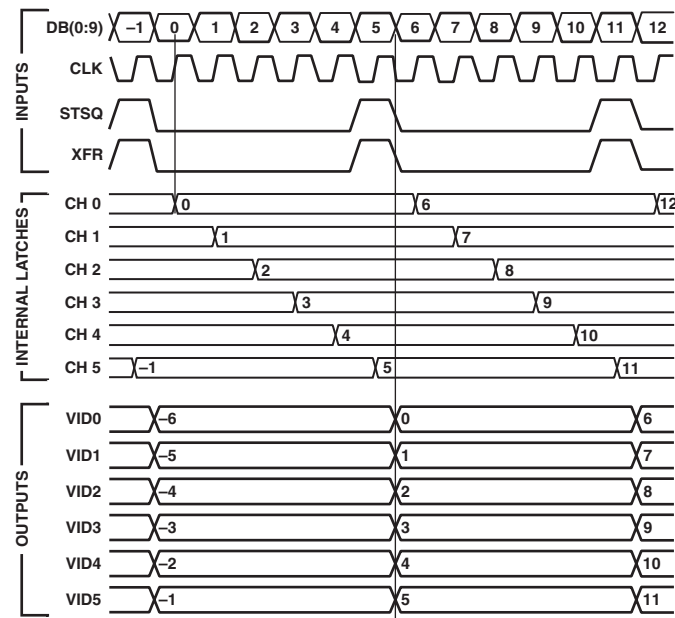 INPUTS
DB(0:9) –1 0 1 2 3 4 5 6 7 8 9 10 11 12
CLK
STSQ
XFR
INTERNAL LATCHES
CH 0 0 6 12
CH 1 1 7
CH 2 2 8
CH 3 3 9
CH 4 4 10
CH 5 –1 5 11
OUTPUTS
VID0 –6 0 6
VID1 –5 1 7
VID2 –4 2 8
VID3 –3 3 9
VID4 –2 4 10
VID5 –1 5 11